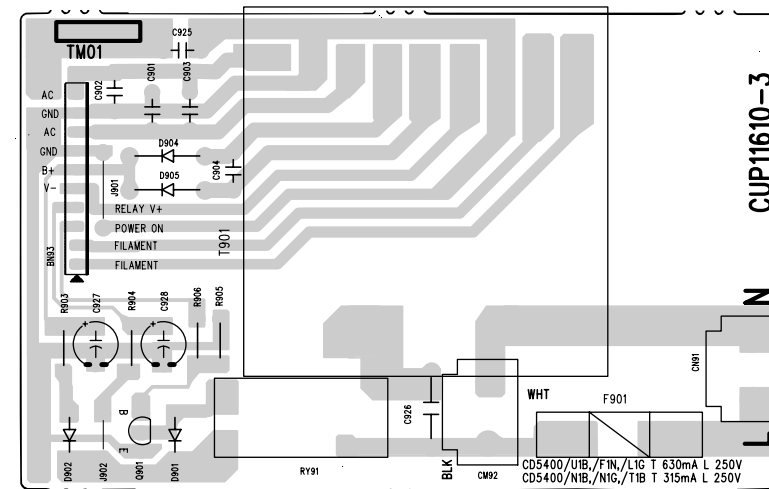 C925
TM01
C901
C903
C902
AC
GND
AC
GND
B+
V-
D904
D905
C904
J901
RELAY V+
POWER ON
FILAMENT
FILAMENT
BN93
T901
CUP11610-3
R903
C927
R904
C928
R906
R905
+
+
N
CN91
WHT
F901
C926
B
E
L
D902
J902
Q901
D901
RY91
BLK
CM92
CD5400/U1B,/F1N,/L1G T 630mA L 250V
CD5400/N1B,/N1G,/T1B T 315mA L 250V